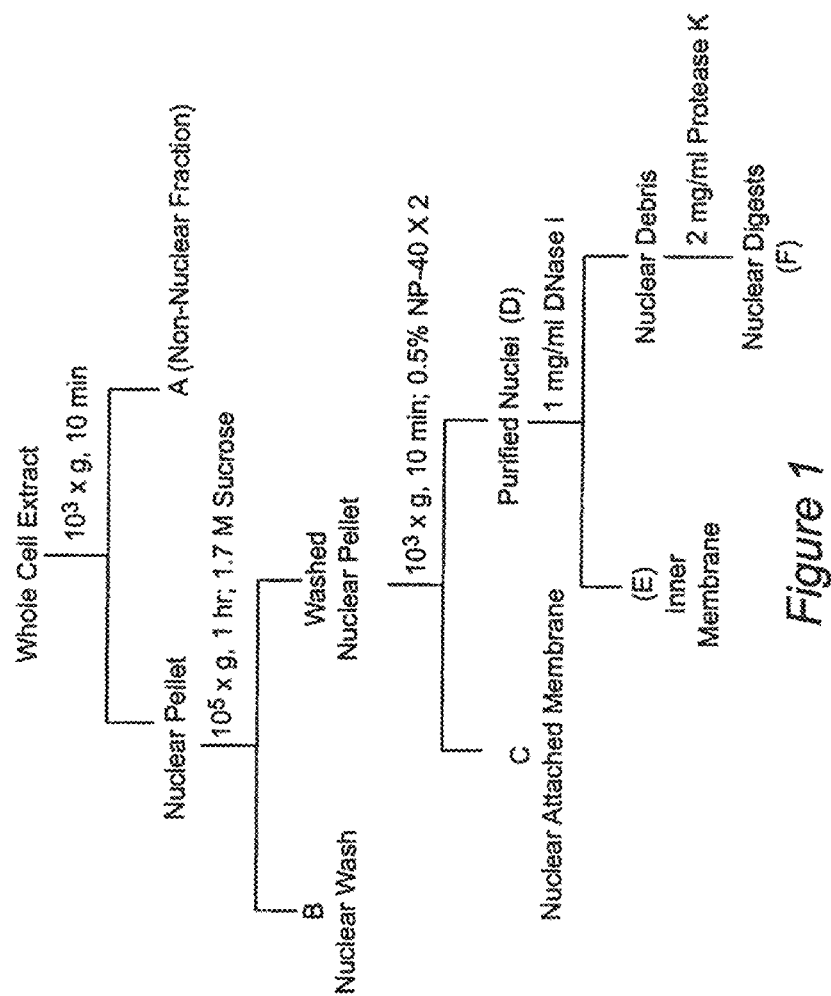 Whole Cell Extract
10³ x g, 10 min
Nuclear Pellet
A (Non-Nuclear Fraction)
10⁵ x g, 1 hr; 1.7 M Sucrose
B
Nuclear Wash
Washed
Nuclear Pellet
10³ x g, 10 min; 0.5% NP-40 X 2
C
Nuclear Attached Membrane
Purified Nuclei (D)
1 mg/ml DNase I
(E)
Inner
Membrane
Nuclear Debris
2 mg/ml Protease K
Nuclear Digests
(F)
Figure 1